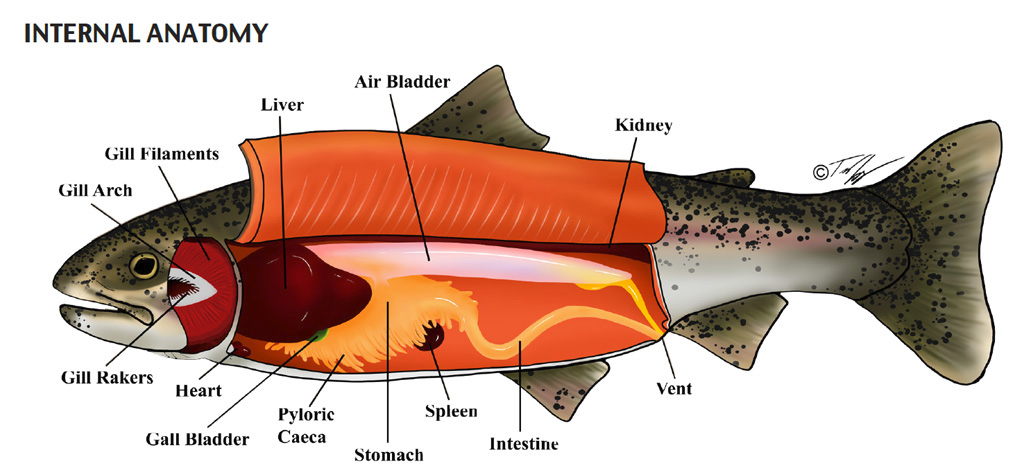 INTERNAL ANATOMY
Air Bladder
Liver
Kidney
Gill Filaments
Gill Arch
©
Gill Rakers
Heart
Vent
Pyloric
Caeca
Spleen
Gall Bladder
Intestine
Stomach